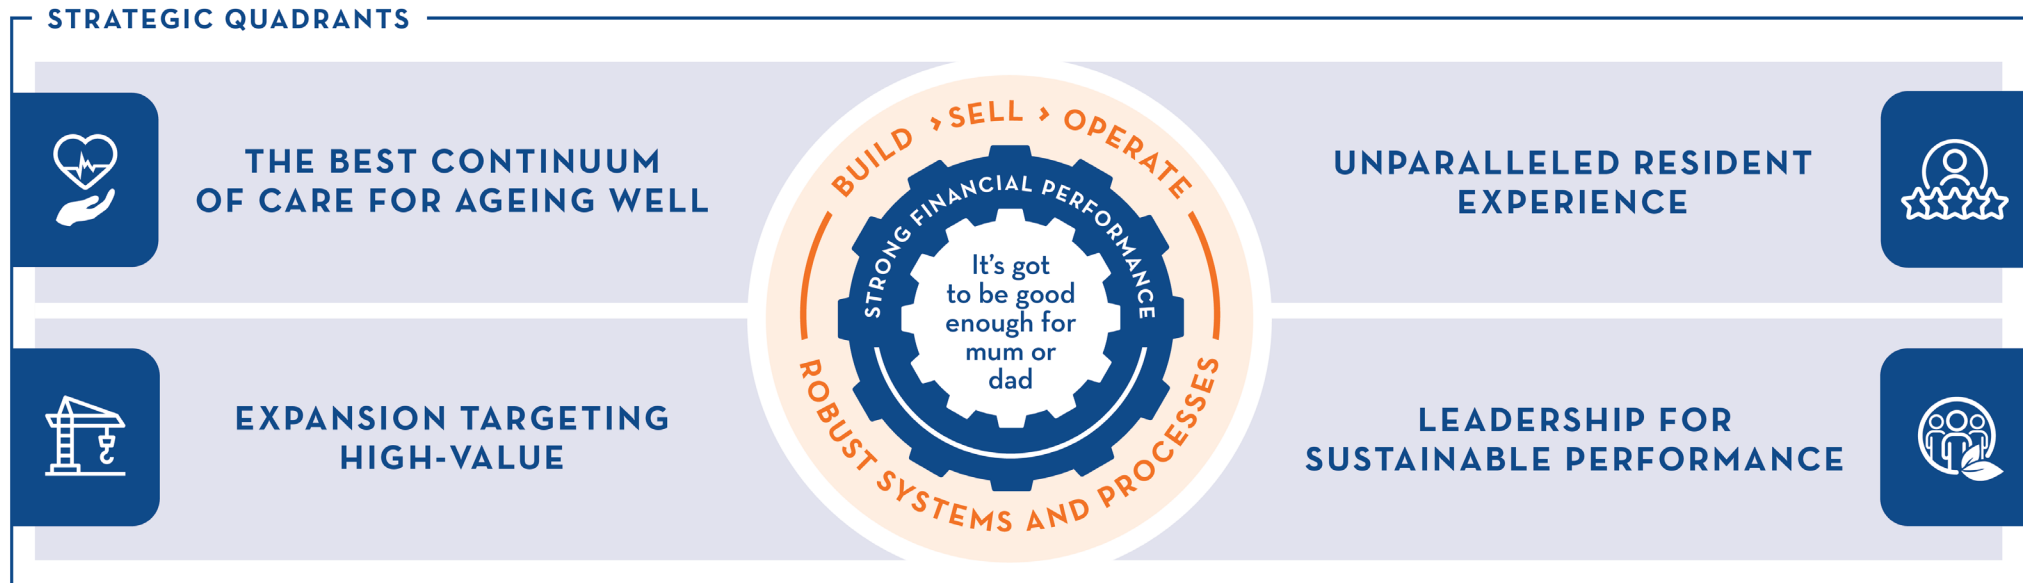 STRATEGIC QUADRANTS
THE BEST CONTINUUM
OF CARE FOR AGEING WELL
EXPANSION TARGETING
HIGH-VALUE
BUILD > SELL > OPERATE
STRONG FINANCIAL PERFORMANCE
It’s got
to be good
enough for
mum or
dad
ROBUST SYSTEMS AND PROCESSES
UNPARALLELED RESIDENT
EXPERIENCE
LEADERSHIP FOR
SUSTAINABLE PERFORMANCE